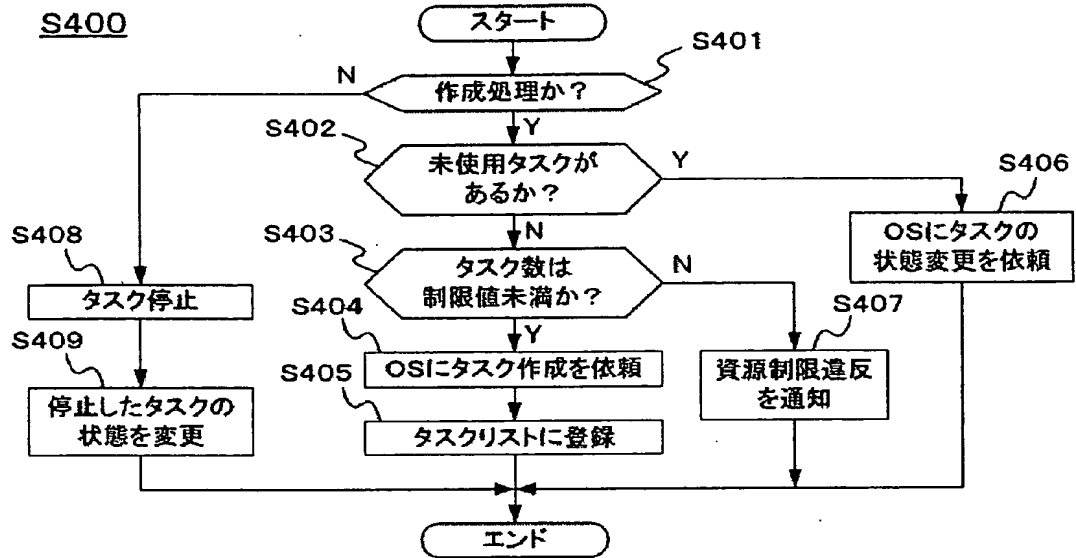 S400
スタート
S401
作成処理か？
N
Y
S402
未使用タスクが
あるか？
Y
N
S406
OSにタスクの
状態変更を依頼
S403
タスク数は
制限値未満か？
N
Y
S408
タスク停止
S404
OSにタスク作成を依頼
S407
資源制限違反
を通知
S409
停止したタスクの
状態を変更
S405
タスクリストに登録
エンド